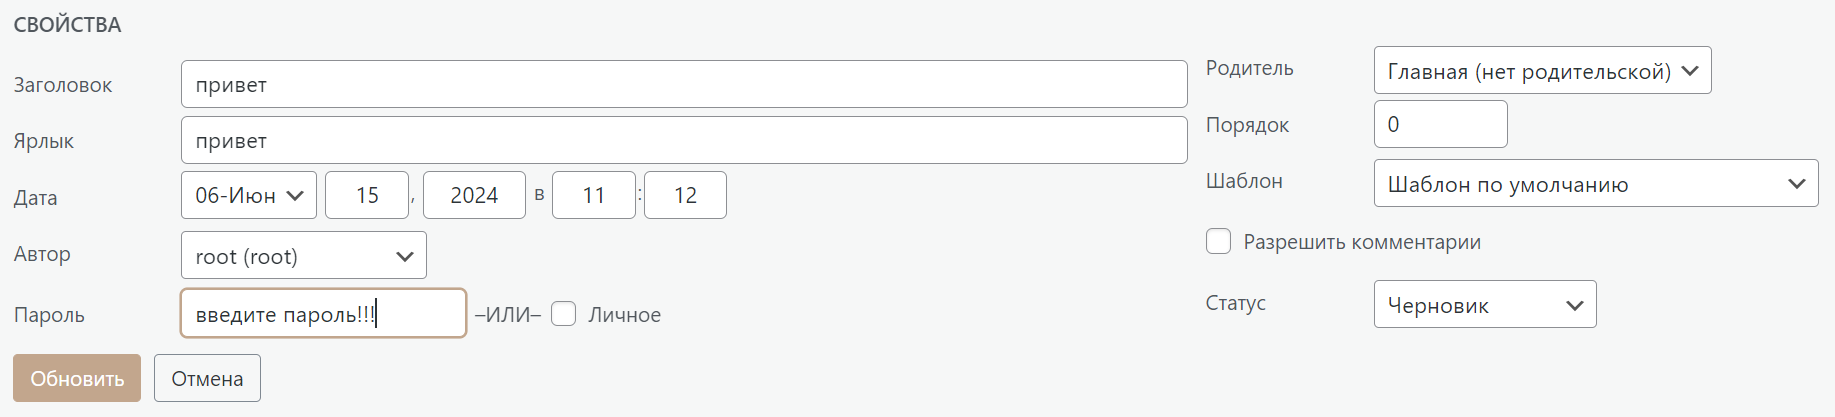 СВОЙСТВА
Заголовок привет
Ярлык привет
Дата 06-Июн 15 , 2024 в 11 : 12
Автор root (root)
Пароль введите пароль!!! –ИЛИ– Личное
Обновить Отмена
Родитель Главная (нет родительской)
Порядок 0
Шаблон Шаблон по умолчанию
Разрешить комментарии
Статус Черновик